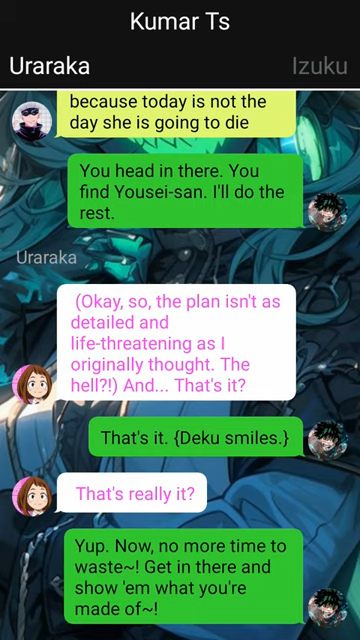 Kumar Ts
Uraraka
Izuku
because today is not the
day she is going to die
You head in there. You
find Yousei-san. I'll do the
rest.
Uraraka
(Okay, so, the plan isn't as
detailed and
life-threatening as I
originally thought. The
hell?!) And... That's it?
That's it. {Deku smiles.}
That's really it?
Yup. Now, no more time to
waste~! Get in there and
show 'em what you're
made of~!